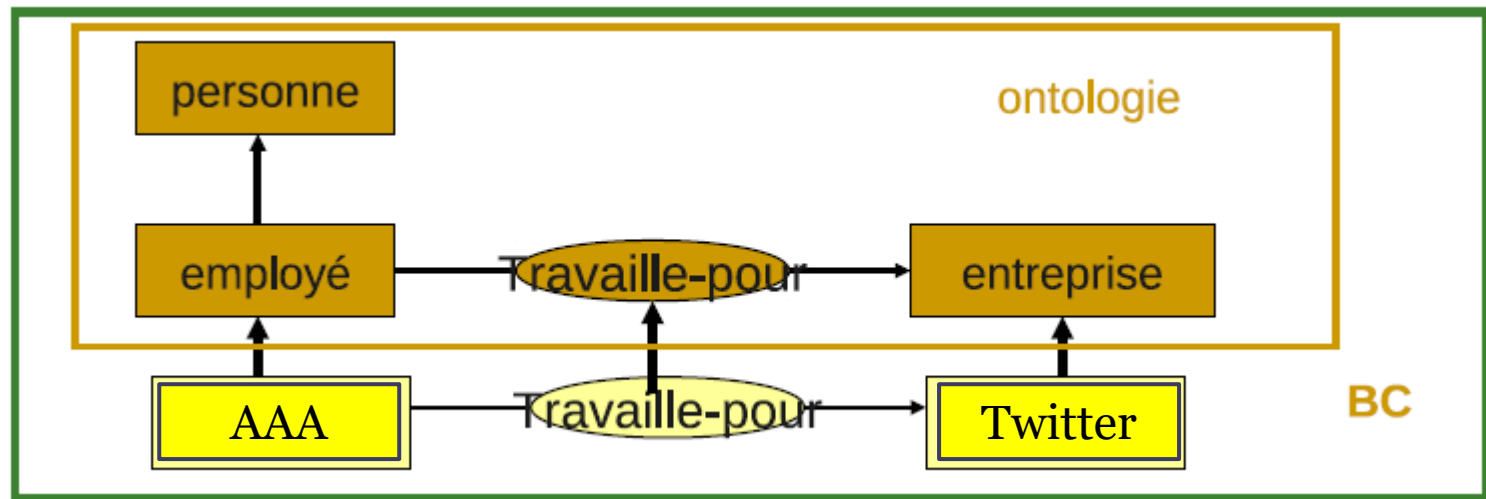 personne
ontologie
employé
Travaille-pour
entreprise
AAA
Travaille-pour
Twitter
BC